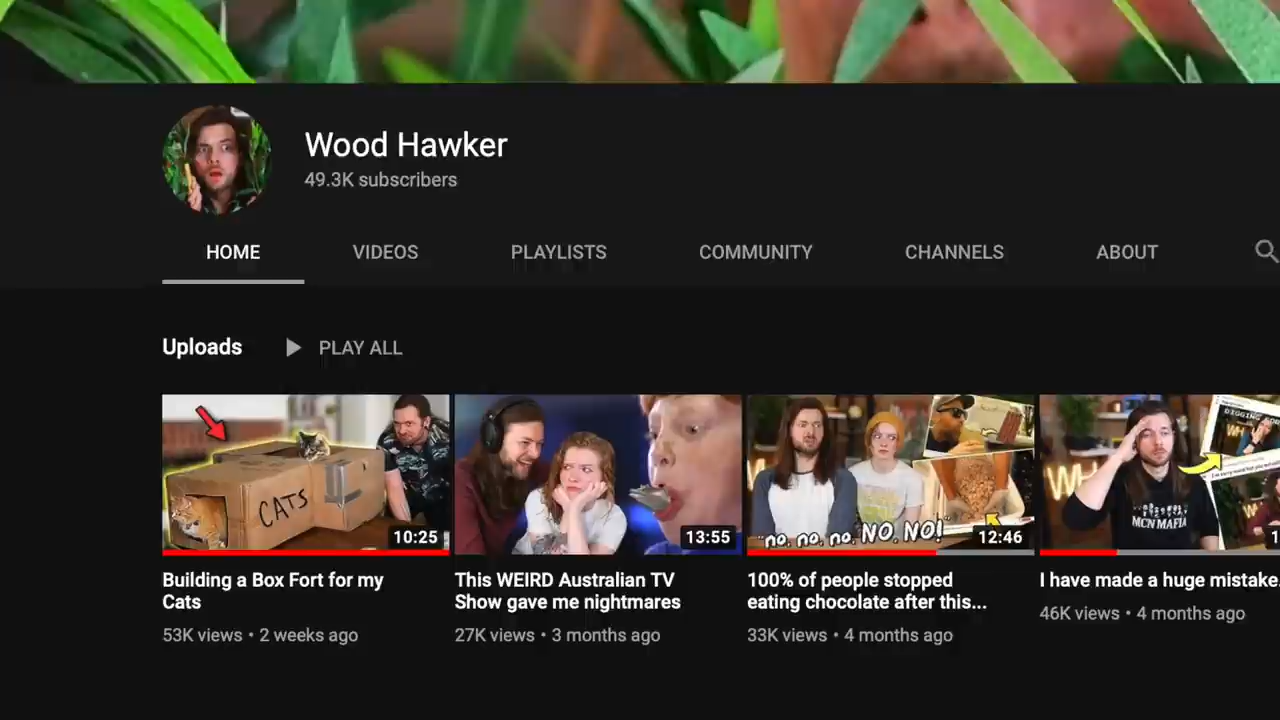 Wood Hawker
49.3K subscribers
HOME VIDEOS PLAYLISTS COMMUNITY CHANNELS ABOUT
Uploads PLAY ALL
CATS
10:25
13:55
"no, no, no, NO, NO!"
12:46
DIGGING
MCN MAFIA
Building a Box Fort for my
Cats
53K views • 2 weeks ago
This WEIRD Australian TV
Show gave me nightmares
27K views • 3 months ago
100% of people stopped
eating chocolate after this...
33K views • 4 months ago
I have made a huge mistake.
46K views • 4 months ago